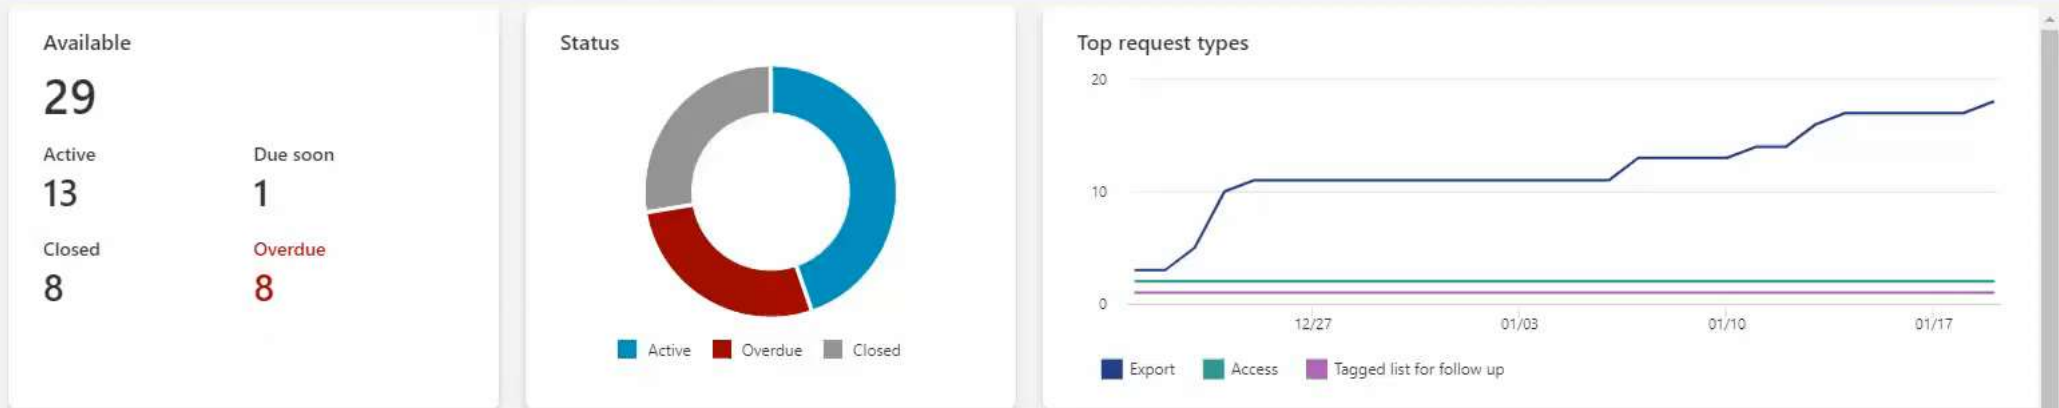 Available
29
Active
Due soon
13
1
Closed
Overdue
8
8
Status
Active
Overdue
Closed
Top request types
20
10
0
12/27
01/03
01/10
01/17
Export
Access
Tagged list for follow up